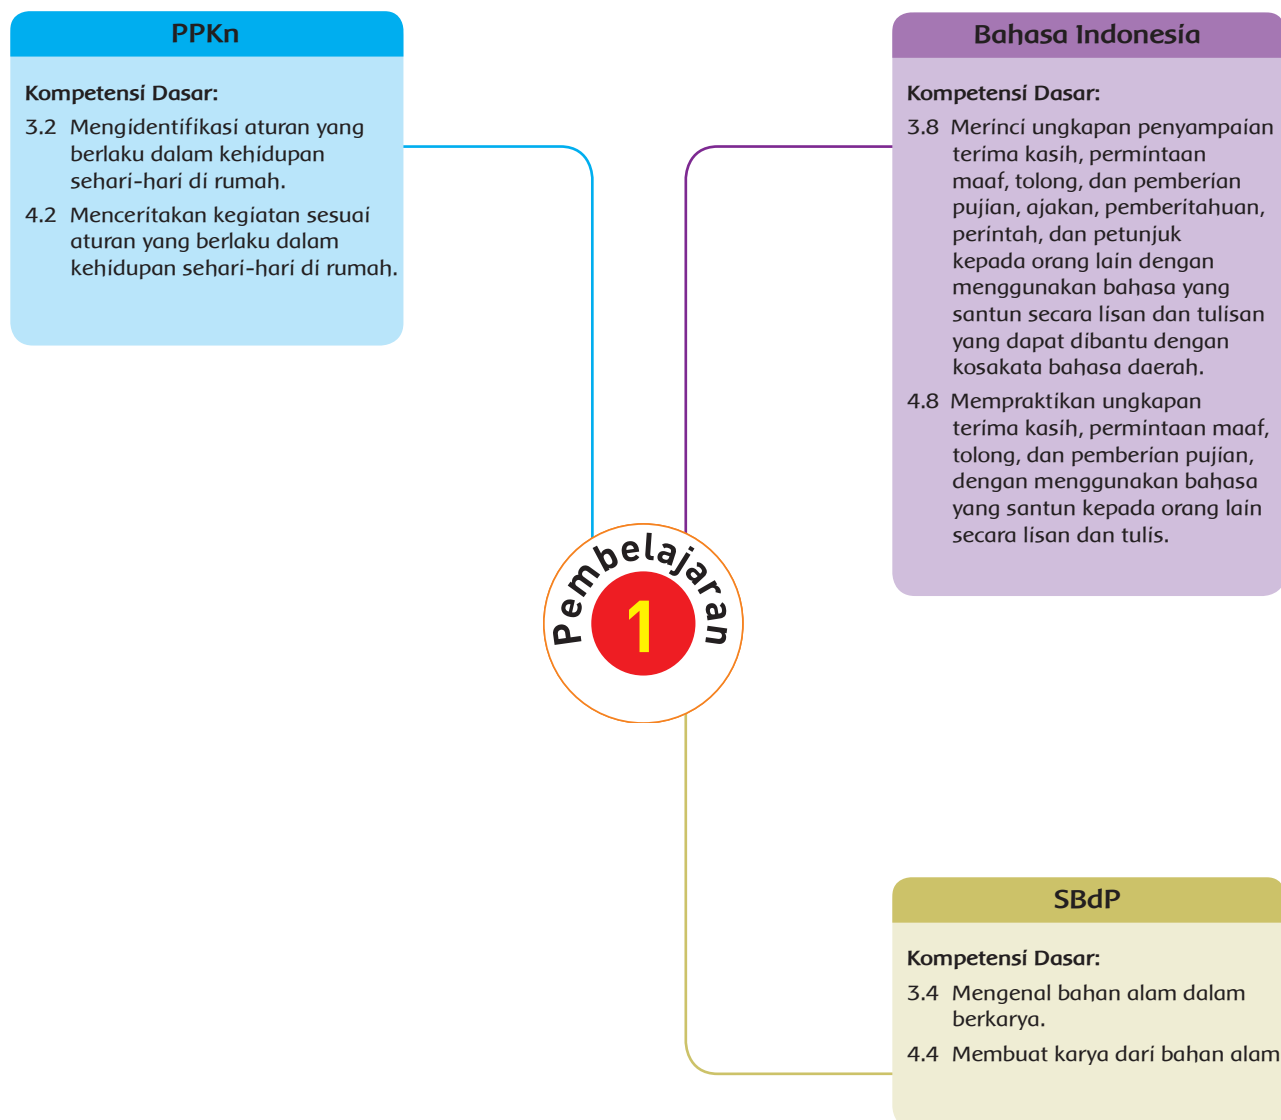 PPKn
Kompetensi Dasar:
3.2 Mengidentifikasi aturan yang
berlaku dalam kehidupan
sehari-hari di rumah.
4.2 Menceritakan kegiatan sesuai
aturan yang berlaku dalam
kehidupan sehari-hari di rumah.
Bahasa Indonesia
Kompetensi Dasar:
3.8 Merinci ungkapan penyampaian
terima kasih, permintaan
maaf, tolong, dan pemberian
pujian, ajakan, pemberitahuan,
perintah, dan petunjuk
kepada orang lain dengan
menggunakan bahasa yang
santun secara lisan dan tulisan
yang dapat dibantu dengan
kosakata bahasa daerah.
4.8 Mempraktikan ungkapan
terima kasih, permintaan maaf,
tolong, dan pemberian pujian,
dengan menggunakan bahasa
yang santun kepada orang lain
secara lisan dan tulis.
Pembelajaran
1
SBdP
Kompetensi Dasar:
3.4 Mengenal bahan alam dalam
berkarya.
4.4 Membuat karya dari bahan alam